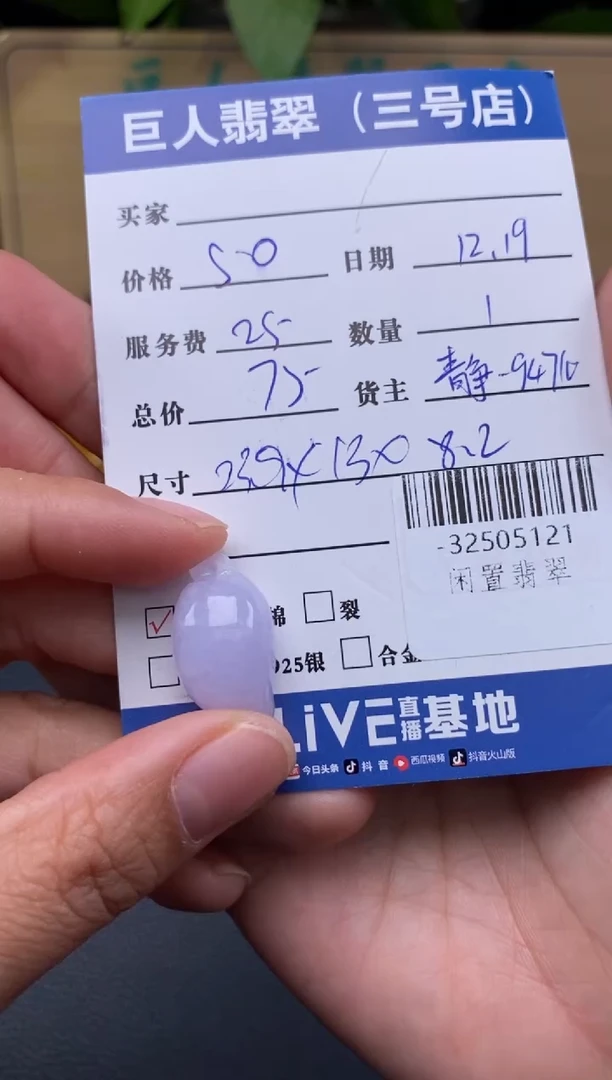 巨人翡翠（三号店）
买家
价格 50 日期 12.19
服务费 25 数量 1
总价 75 货主 青静-9471
尺寸 23.9×13.0 8.2
-32505121
闲置翡翠
棉 裂
925银 合金
LiVE直播基地
今日头条 抖音 西瓜视频 抖音火山版